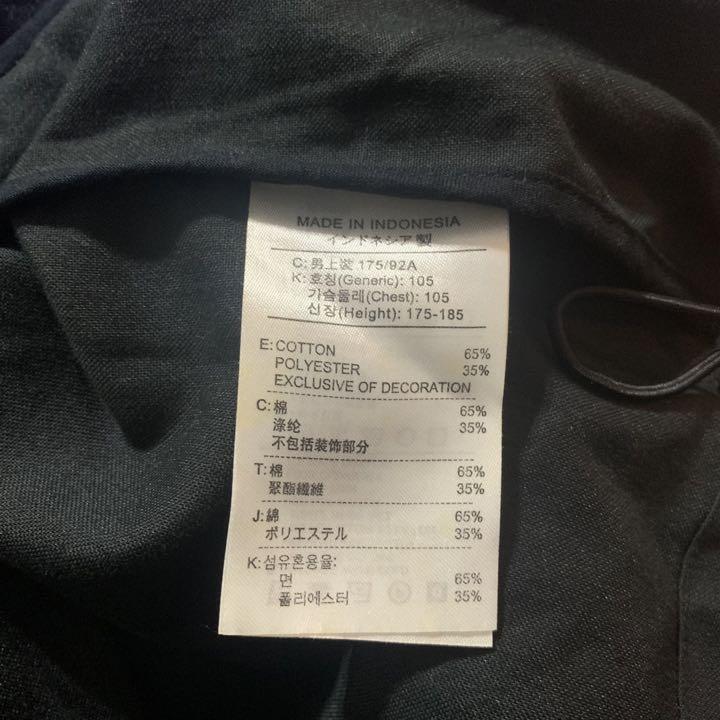 MADE IN INDONESIA
インドネシア製
C: 男上装 175/92A
K: 호칭(Generic): 105
가슴둘레(Chest): 105
신장(Height): 175-185
E: COTTON 65%
POLYESTER 35%
EXCLUSIVE OF DECORATION
C: 棉 65%
涤纶 35%
不包括装饰部分
T: 棉 65%
聚酯纖維 35%
J: 綿 65%
ポリエステル 35%
K: 섬유혼용율:
면 65%
폴리에스터 35%